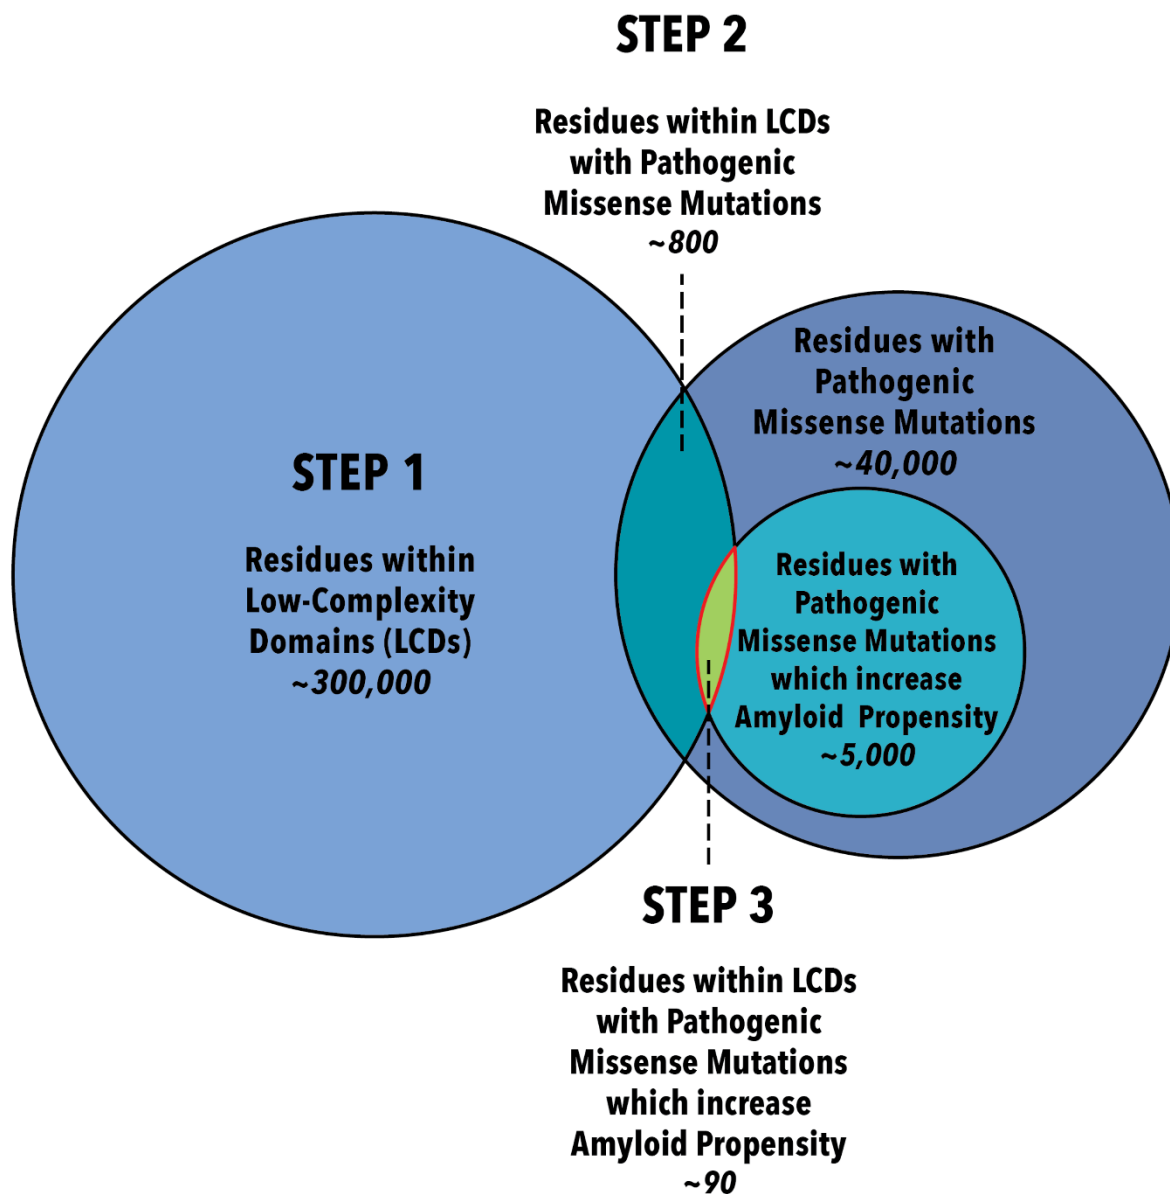 STEP 2
Residues within LCDs
with Pathogenic
Missense Mutations
~800
STEP 1
Residues within
Low-Complexity
Domains (LCDs)
~300,000
Residues with
Pathogenic
Missense Mutations
~40,000
Residues with
Pathogenic
Missense Mutations
which increase
Amyloid Propensity
~5,000
STEP 3
Residues within LCDs
with Pathogenic
Missense Mutations
which increase
Amyloid Propensity
~90